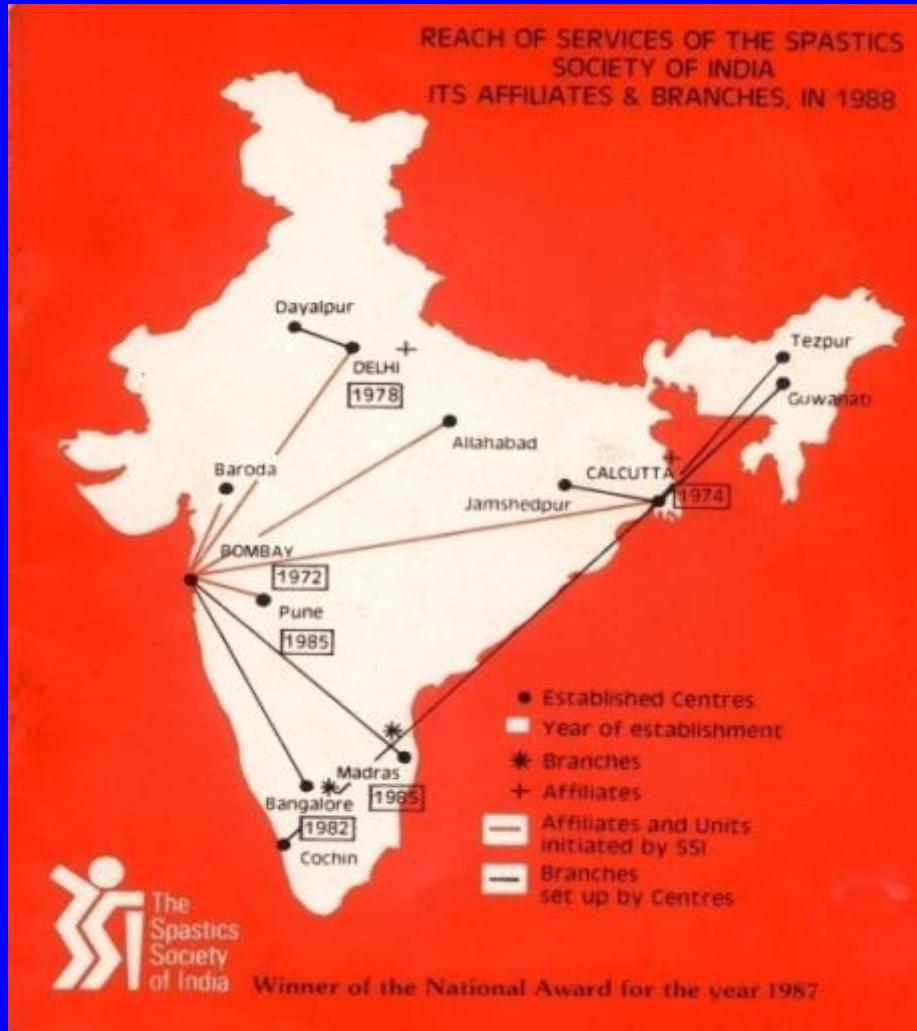 REACH OF SERVICES OF THE SPASTICS
SOCIETY OF INDIA
ITS AFFILIATES & BRANCHES, IN 1988
Dayalpur
DELHI
1978
Tezpur
Guwanati
Allahabad
Baroda
CALCUTTA
1974
Jamshedpur
BOMBAY
1972
Pune
1985
Madras
1985
Bangalore
1982
Cochin
Established Centres
Year of establishment
Branches
Affiliates
Affiliates and Units
initiated by SSI
Branches
set up by Centres
The
Spastics
Society
of India
Winner of the National Award for the year 1987